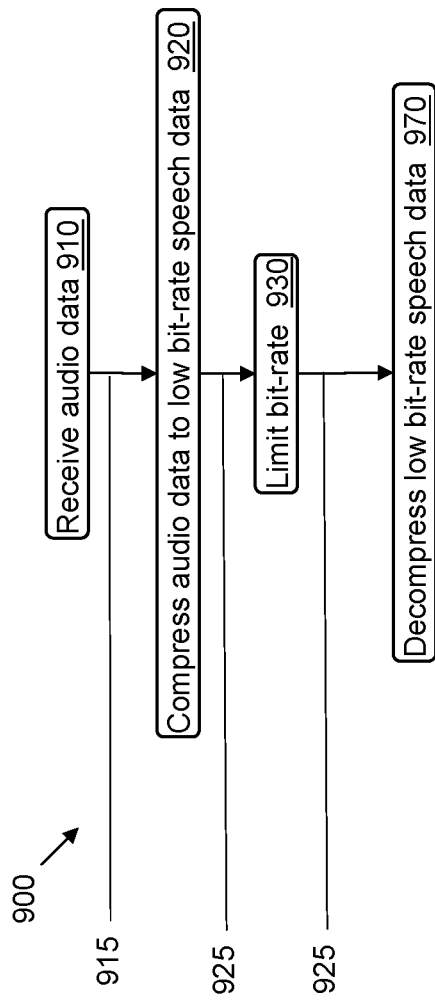 900
Receive audio data 910
915
Compress audio data to low bit-rate speech data 920
925
Limit bit-rate 930
925
Decompress low bit-rate speech data 970